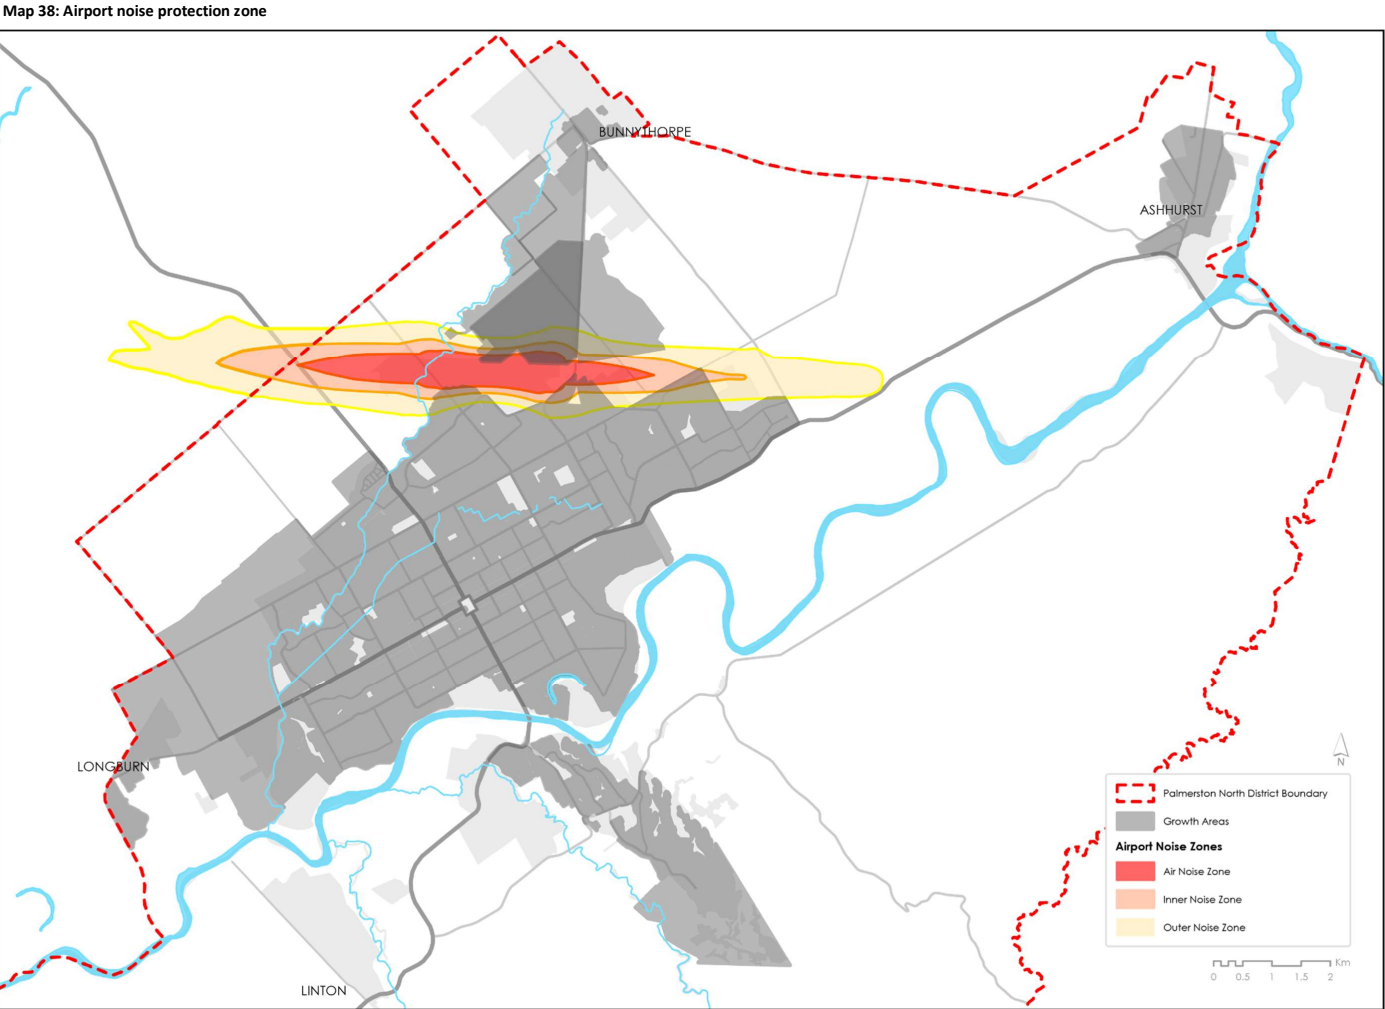 Map 38: Airport noise protection zone
BUNNYTHORPE
ASHHURST
LONGBURN
LINTON
N
Palmerston North District Boundary
Growth Areas
Airport Noise Zones
Air Noise Zone
Inner Noise Zone
Outer Noise Zone
Km
0 0.5 1 1.5 2